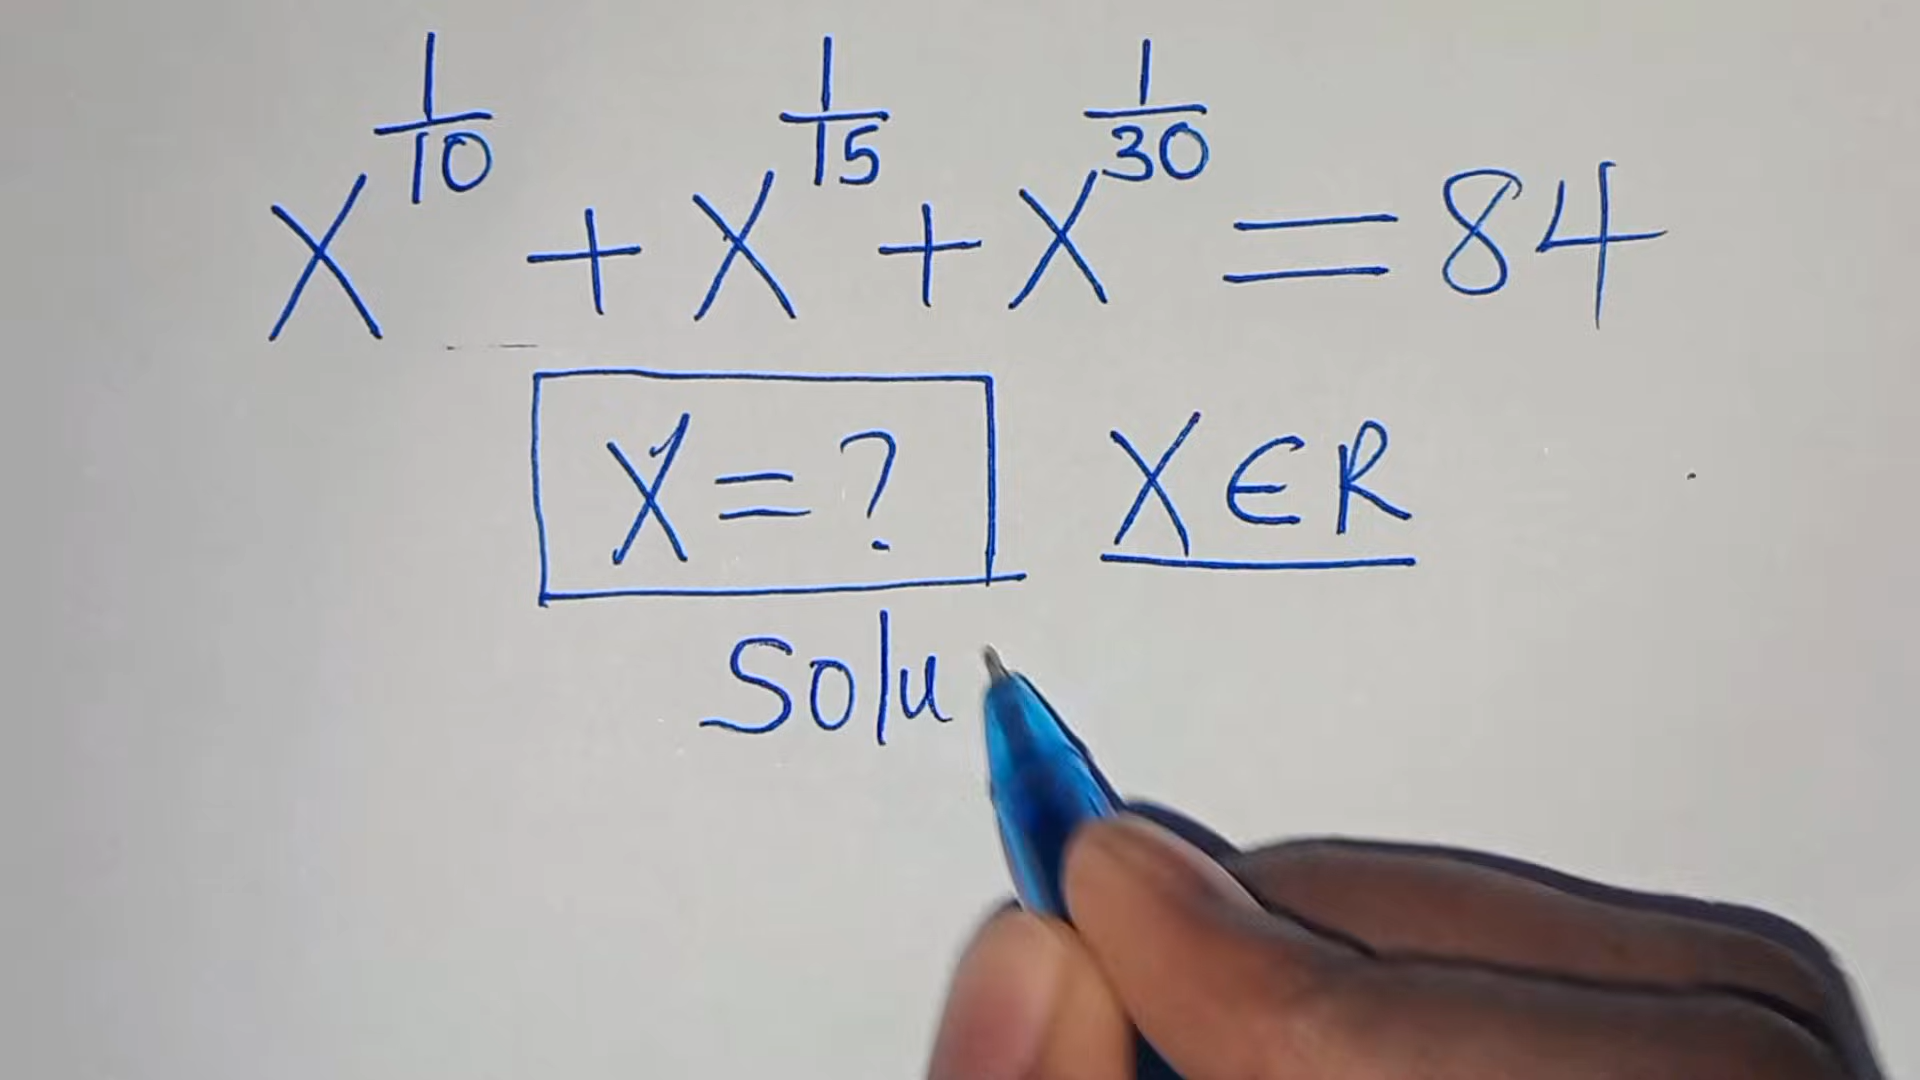 X^(1/10) + X^(1/15) + X^(1/30) = 84
X = ? X ∈ R
Solu